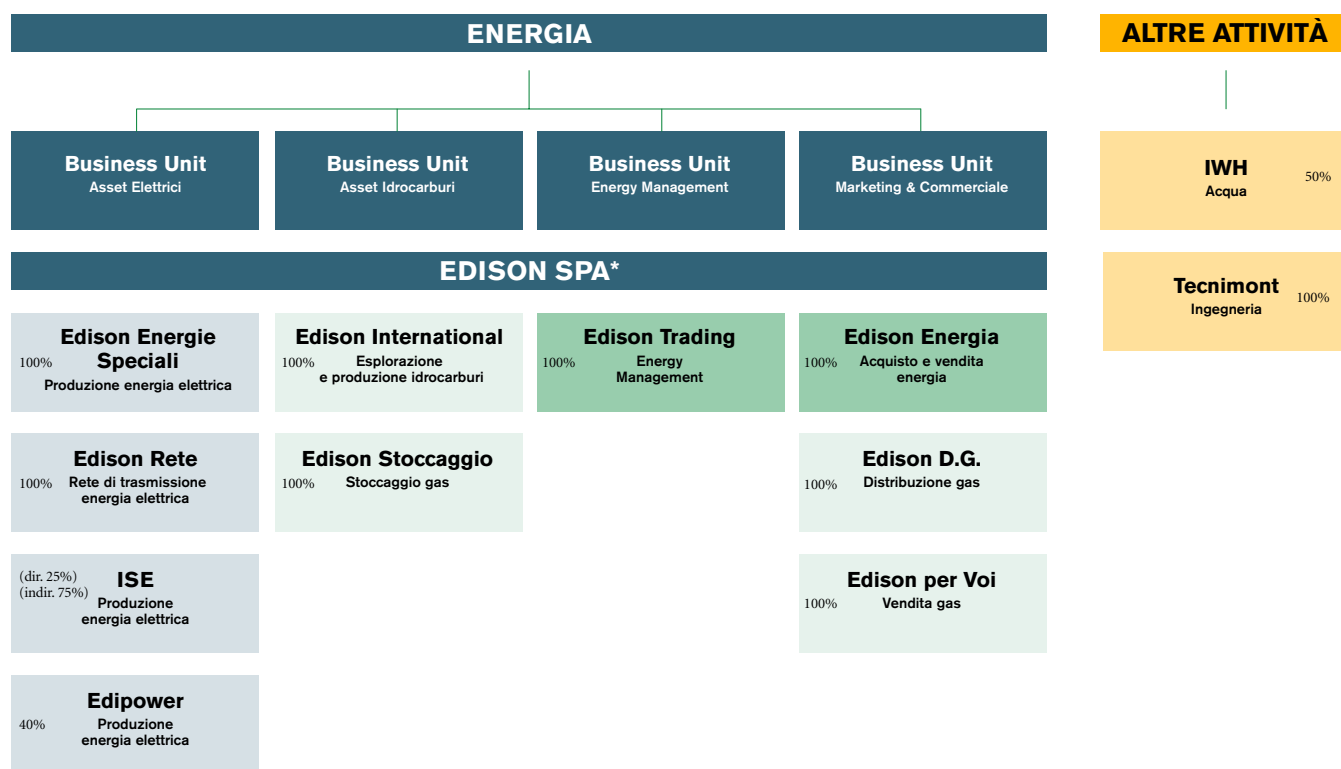 ENERGIA
ALTRE ATTIVITÀ
Business Unit
Asset Elettrici
Business Unit
Asset Idrocarburi
Business Unit
Energy Management
Business Unit
Marketing & Commerciale
IWH
Acqua
50%
EDISON SPA*
Tecnimont
Ingegneria
100%
Edison Energie
Speciali
100%
Produzione energia elettrica
Edison International
100%
Esplorazione
e produzione idrocarburi
Edison Trading
100%
Energy
Management
Edison Energia
100%
Acquisto e vendita
energia
Edison Rete
100%
Rete di trasmissione
energia elettrica
Edison Stoccaggio
100%
Stoccaggio gas
Edison D.G.
100%
Distribuzione gas
(dir. 25%)
(indir. 75%)
ISE
Produzione
energia elettrica
Edison per Voi
100%
Vendita gas
Edipower
40%
Produzione
energia elettrica